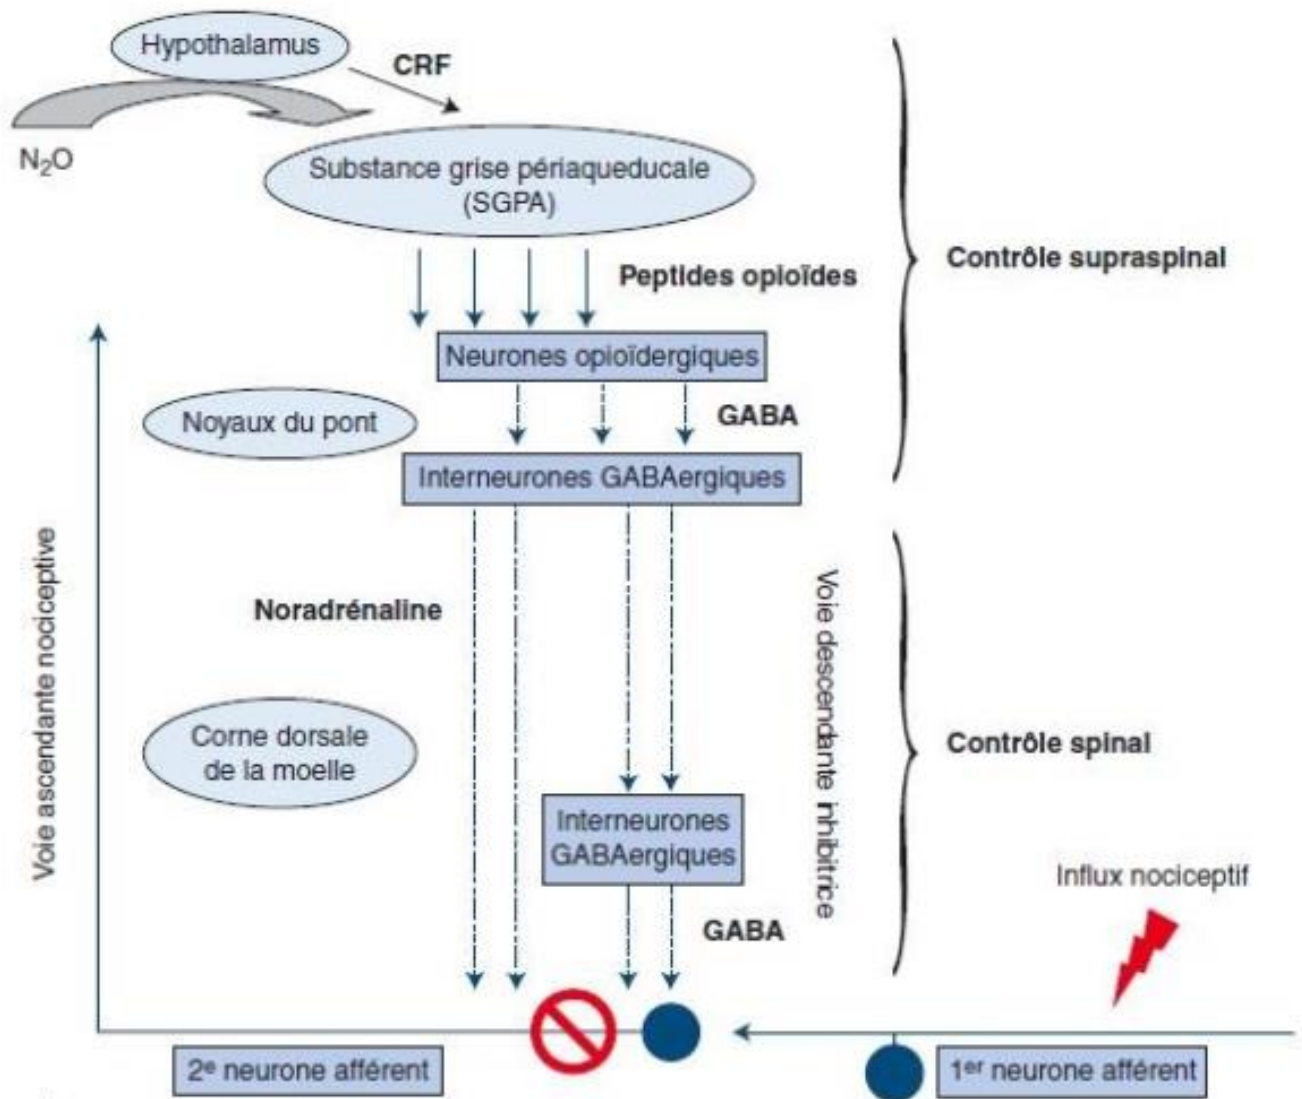 Hypothalamus
CRF
N₂O
Substance grise périaqueducale
(SGPA)
Contrôle supraspinal
Peptides opioïdes
Neurones opioïdergiques
Noyaux du pont
GABA
Interneurones GABAergiques
Voie ascendante nociceptive
Noradrénaline
Voie descendante inhibitrice
Corne dorsale
de la moelle
Contrôle spinal
Interneurones
GABAergiques
Influx nociceptif
GABA
2e neurone afférent
1er neurone afférent